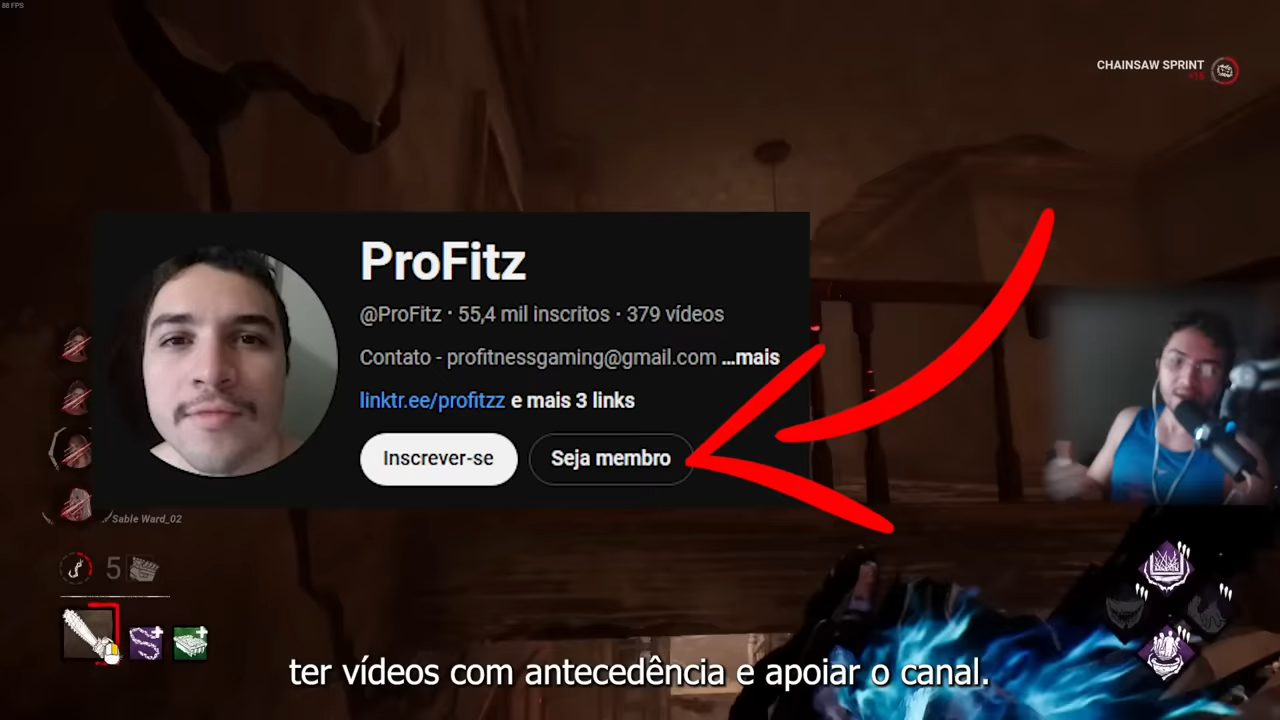 88 FPS
CHAINSAW SPRINT
+15
ProFitz
@ProFitz · 55,4 mil inscritos · 379 vídeos
Contato - profitnessgaming@gmail.com ...mais
linktr.ee/profitzz e mais 3 links
Inscrever-se
Seja membro
Sable Ward_02
5
ter vídeos com antecedência e apoiar o canal.